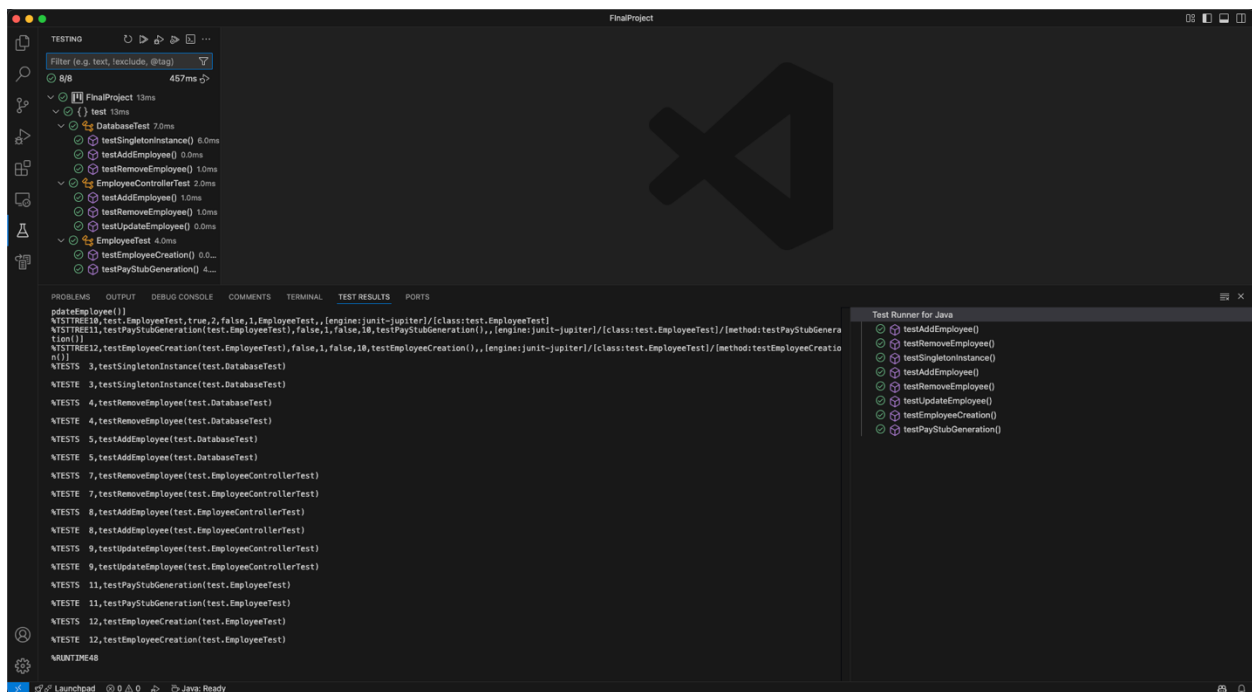 FInalProject
TESTING
Filter (e.g. text, !exclude, @tag)
8/8 457ms
FInalProject 13ms
{ } test 13ms
DatabaseTest 7.0ms
testSingletonInstance() 6.0ms
testAddEmployee() 0.0ms
testRemoveEmployee() 1.0ms
EmployeeControllerTest 2.0ms
testAddEmployee() 1.0ms
testRemoveEmployee() 1.0ms
testUpdateEmployee() 0.0ms
EmployeeTest 4.0ms
testEmployeeCreation() 0.0...
testPayStubGeneration() 4....
PROBLEMS OUTPUT DEBUG CONSOLE COMMENTS TERMINAL TEST RESULTS PORTS
pdateEmployee()]
%TSTTREE10,test.EmployeeTest,true,2,false,1,EmployeeTest,,[engine:junit-jupiter]/[class:test.EmployeeTest]
%TSTTREE11,testPayStubGeneration(test.EmployeeTest),false,1,false,10,testPayStubGeneration(),,[engine:junit-jupiter]/[class:test.EmployeeTest]/[method:testPayStubGenera
tion()]
%TSTTREE12,testEmployeeCreation(test.EmployeeTest),false,1,false,10,testEmployeeCreation(),,[engine:junit-jupiter]/[class:test.EmployeeTest]/[method:testEmployeeCreatio
n()]
%TESTS 3,testSingletonInstance(test.DatabaseTest)
%TESTE 3,testSingletonInstance(test.DatabaseTest)
%TESTS 4,testRemoveEmployee(test.DatabaseTest)
%TESTE 4,testRemoveEmployee(test.DatabaseTest)
%TESTS 5,testAddEmployee(test.DatabaseTest)
%TESTE 5,testAddEmployee(test.DatabaseTest)
%TESTS 7,testRemoveEmployee(test.EmployeeControllerTest)
%TESTE 7,testRemoveEmployee(test.EmployeeControllerTest)
%TESTS 8,testAddEmployee(test.EmployeeControllerTest)
%TESTE 8,testAddEmployee(test.EmployeeControllerTest)
%TESTS 9,testUpdateEmployee(test.EmployeeControllerTest)
%TESTE 9,testUpdateEmployee(test.EmployeeControllerTest)
%TESTS 11,testPayStubGeneration(test.EmployeeTest)
%TESTE 11,testPayStubGeneration(test.EmployeeTest)
%TESTS 12,testEmployeeCreation(test.EmployeeTest)
%TESTE 12,testEmployeeCreation(test.EmployeeTest)
%RUNTIME48
Test Runner for Java
testAddEmployee()
testRemoveEmployee()
testSingletonInstance()
testAddEmployee()
testRemoveEmployee()
testUpdateEmployee()
testEmployeeCreation()
testPayStubGeneration()
Launchpad 0 0 Java: Ready